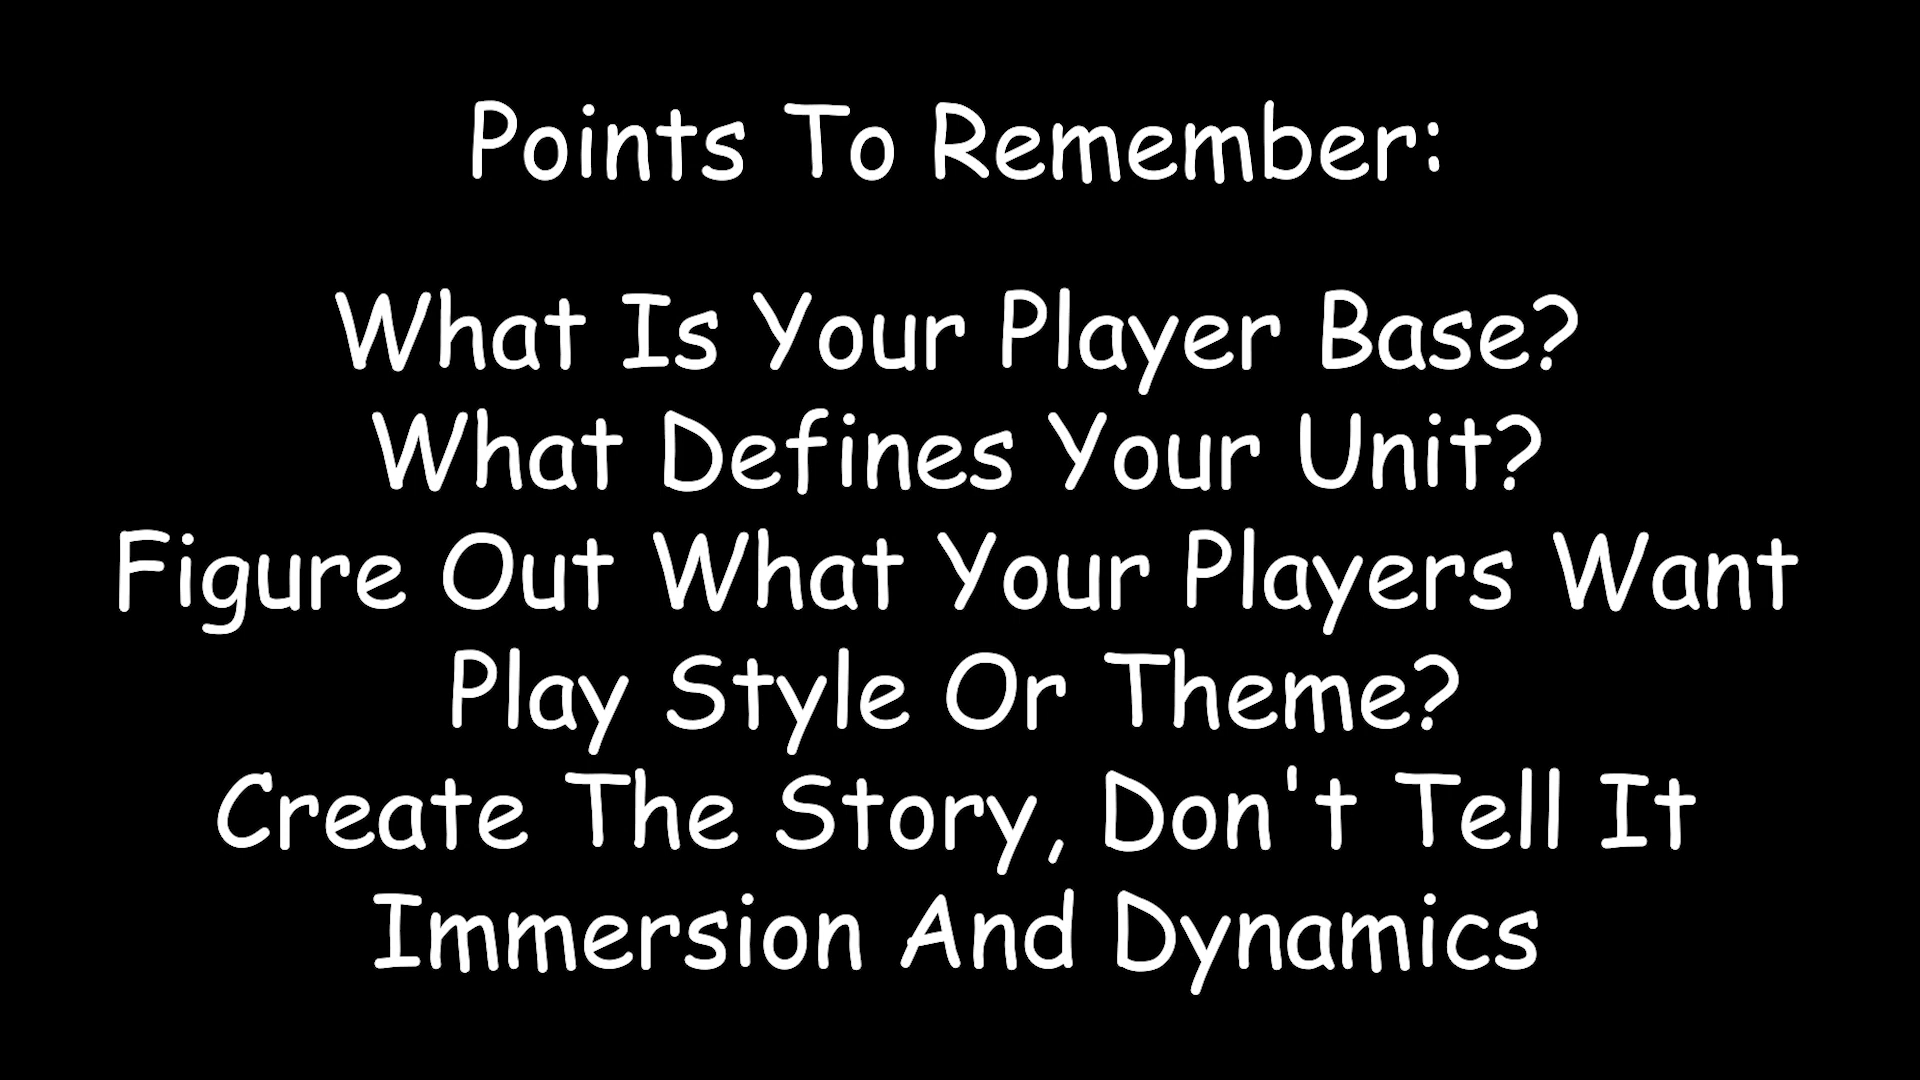 Points To Remember:
What Is Your Player Base?
What Defines Your Unit?
Figure Out What Your Players Want
Play Style Or Theme?
Create The Story, Don't Tell It
Immersion And Dynamics